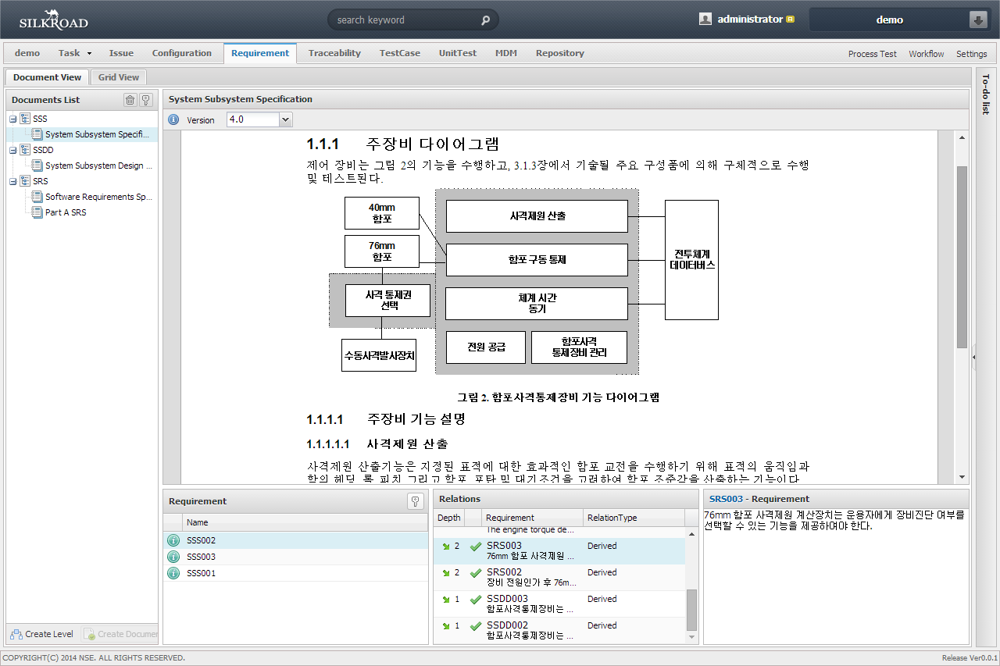 SILKROAD
search keyword
administrator
demo
demo Task Issue Configuration Requirement Traceability TestCase UnitTest MDM Repository Process Test Workflow Settings
Document View Grid View
To-do list
Documents List
SSS
System Subsystem Specifi...
SSDD
System Subsystem Design ...
SRS
Software Requirements Sp...
Part A SRS
Create Level Create Documen
System Subsystem Specification
Version 4.0
1.1.1 주장비 다이어그램
제어 장비는 그림 2의 기능을 수행하고, 3.1.3장에서 기술될 주요 구성품에 의해 구체적으로 수행
및 테스트된다.
40mm
함포
76mm
함포
사격 통제권
선택
수동사격발사장치
사격제원 산출
함포 구동 통제
체계 시간
동기
전원 공급
함포사격
통제장비 관리
전투체계
데이터버스
그림 2. 함포사격통제장비 기능 다이어그램
1.1.1.1 주장비 기능 설명
1.1.1.1.1 사격제원 산출
사격제원 산출기능은 지정된 표적에 대한 효과적인 함포 교전을 수행하기 위해 표적의 움직임과
함의 헤딩, 롤, 피치 그리고 함포, 포탄 및 대기조건을 고려하여 함포 조준각을 산출하는 기능이다.
Requirement
Name
SSS002
SSS003
SSS001
Relations
Depth Requirement RelationType
The engine torque de...
2 SRS003 Derived
76mm 함포 사격제원 ...
2 SRS002 Derived
장비 전원인가 후 76m...
1 SSDD003 Derived
함포사격통제장비는 ...
1 SSDD002 Derived
함포사격통제장비는 ...
SRS003 - Requirement
76mm 함포 사격제원 계산장치는 운용자에게 장비진단 여부를
선택할 수 있는 기능을 제공하여야 한다.
COPYRIGHT(C) 2014 NSE. ALL RIGHTS RESERVED.
Release Ver0.0.1